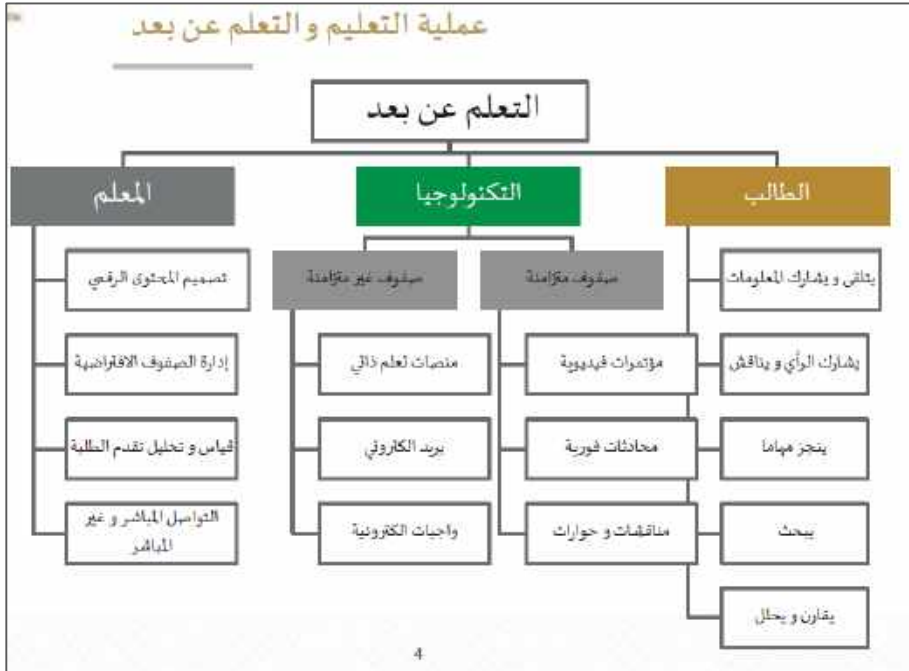 عملية التعليم و التعلم عن بعد
التعلم عن بعد
الطالب
يتلقى و يشارك المعلومات
يشارك الرأي و يناقش
ينجز مهاما
يبحث
يقارن و يحلل
التكنولوجيا
صفوف متزامنة
مؤتمرات فيديوية
محادثات فورية
مناقشات و حوارات
صفوف غير متزامنة
منصات تعلم ذاتي
بريد الكتروني
واجبات الكترونية
المعلم
تصميم المحتوى الرقمي
إدارة الصفوف الافتراضية
قياس و تحليل تقدم الطلبة
التواصل المباشر و غير
المباشر
4